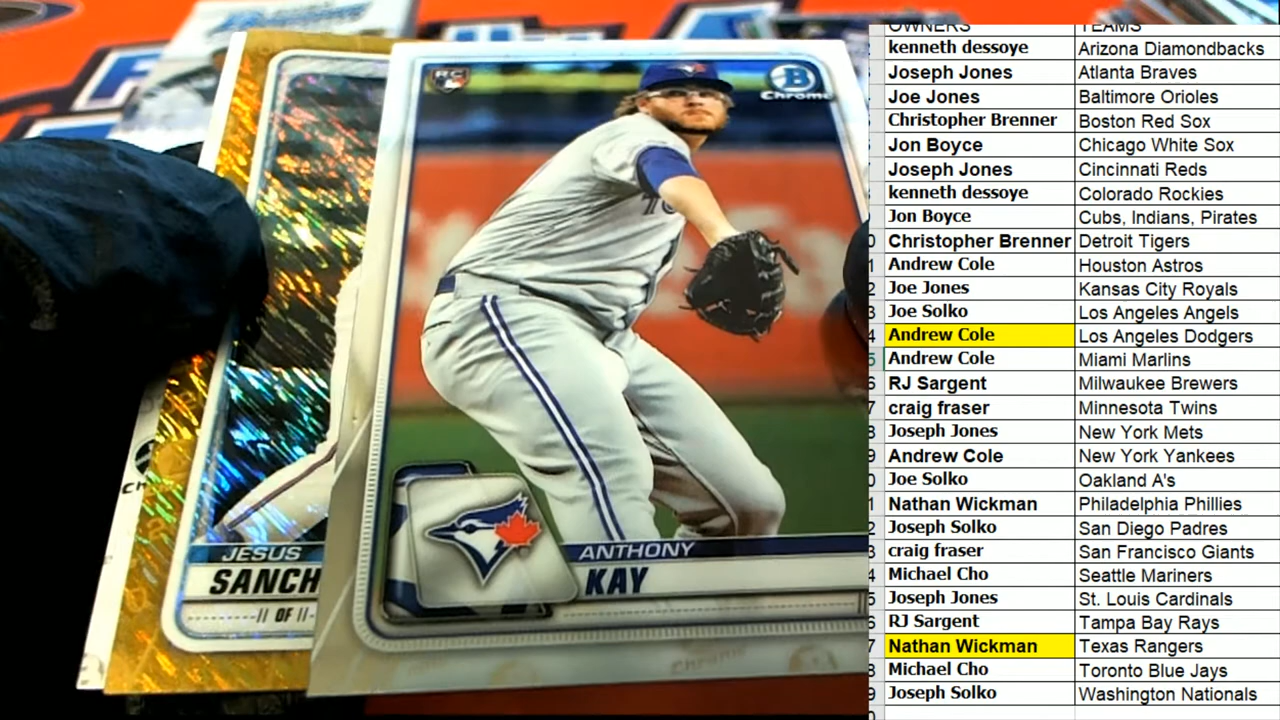 RC
B
Chrome
JESUS
SANCH
OF
ANTHONY
KAY
Ch
OWNERS TEAMS
kenneth dessoye Arizona Diamondbacks
Joseph Jones Atlanta Braves
Joe Jones Baltimore Orioles
Christopher Brenner Boston Red Sox
Jon Boyce Chicago White Sox
Joseph Jones Cincinnati Reds
kenneth dessoye Colorado Rockies
Jon Boyce Cubs, Indians, Pirates
Christopher Brenner Detroit Tigers
Andrew Cole Houston Astros
Joe Jones Kansas City Royals
Joe Solko Los Angeles Angels
Andrew Cole Los Angeles Dodgers
Andrew Cole Miami Marlins
RJ Sargent Milwaukee Brewers
craig fraser Minnesota Twins
Joseph Jones New York Mets
Andrew Cole New York Yankees
Joe Solko Oakland A's
Nathan Wickman Philadelphia Phillies
Joseph Solko San Diego Padres
craig fraser San Francisco Giants
Michael Cho Seattle Mariners
Joseph Jones St. Louis Cardinals
RJ Sargent Tampa Bay Rays
Nathan Wickman Texas Rangers
Michael Cho Toronto Blue Jays
Joseph Solko Washington Nationals